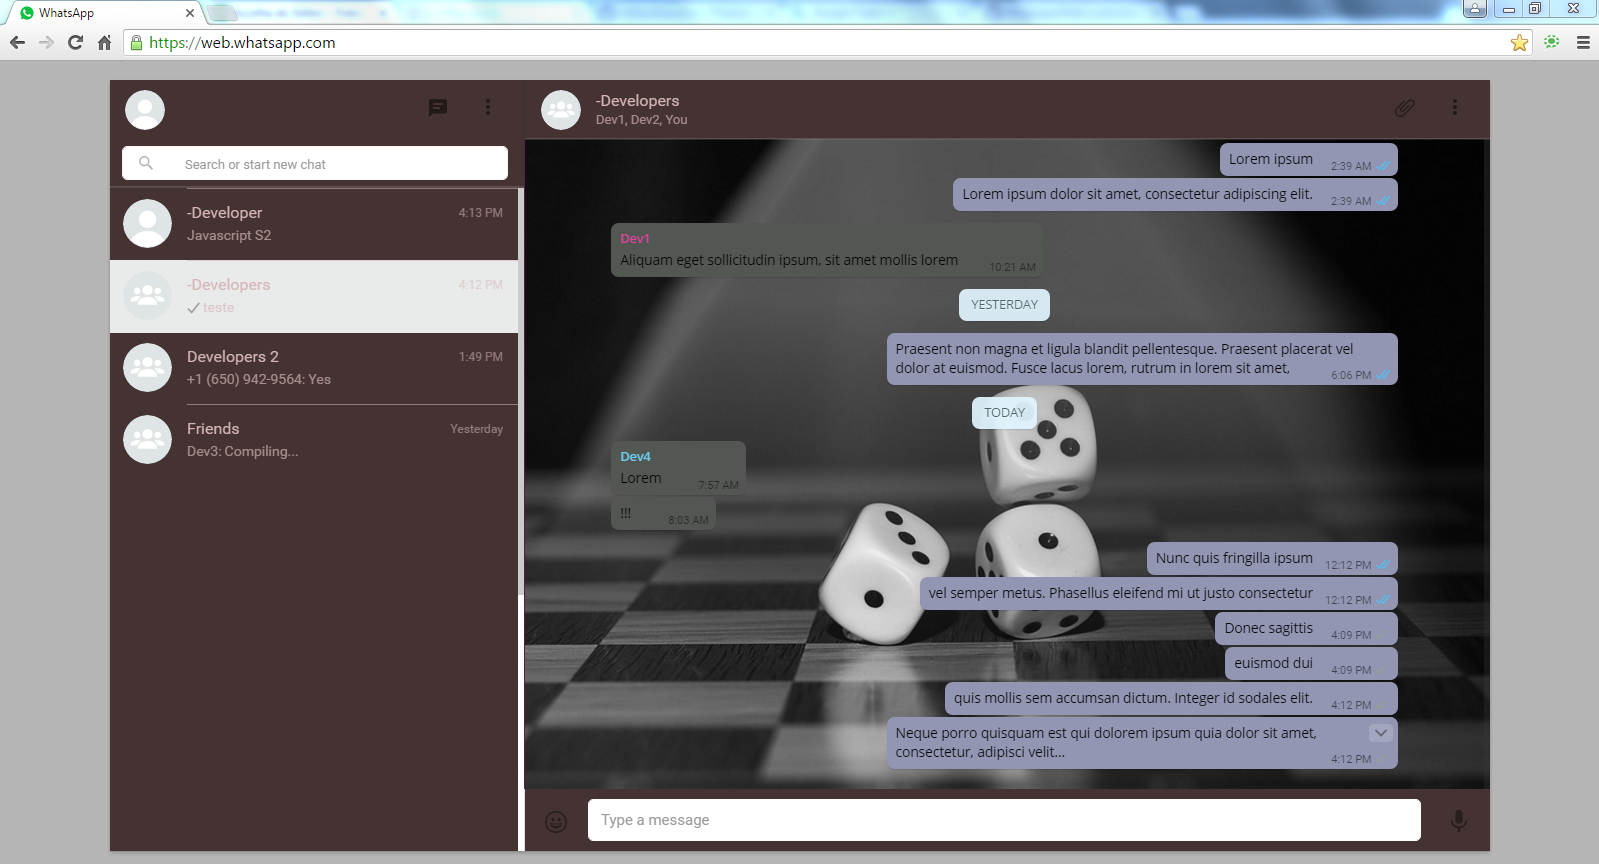 WhatsApp
https://web.whatsapp.com
Search or start new chat
-Developer
4:13 PM
Javascript S2
-Developers
4:12 PM
teste
Developers 2
1:49 PM
+1 (650) 942-9564: Yes
Friends
Yesterday
Dev3: Compiling...
-Developers
Dev1, Dev2, You
Lorem ipsum
2:39 AM
Lorem ipsum dolor sit amet, consectetur adipiscing elit.
2:39 AM
Dev1
Aliquam eget sollicitudin ipsum, sit amet mollis lorem
10:21 AM
YESTERDAY
Praesent non magna et ligula blandit pellentesque. Praesent placerat vel
dolor at euismod. Fusce lacus lorem, rutrum in lorem sit amet,
6:06 PM
TODAY
Dev4
Lorem
7:57 AM
!!!
8:03 AM
Nunc quis fringilla ipsum
12:12 PM
vel semper metus. Phasellus eleifend mi ut justo consectetur
12:12 PM
Donec sagittis
4:09 PM
euismod dui
4:09 PM
quis mollis sem accumsan dictum. Integer id sodales elit.
4:12 PM
Neque porro quisquam est qui dolorem ipsum quia dolor sit amet,
consectetur, adipisci velit...
4:12 PM
Type a message